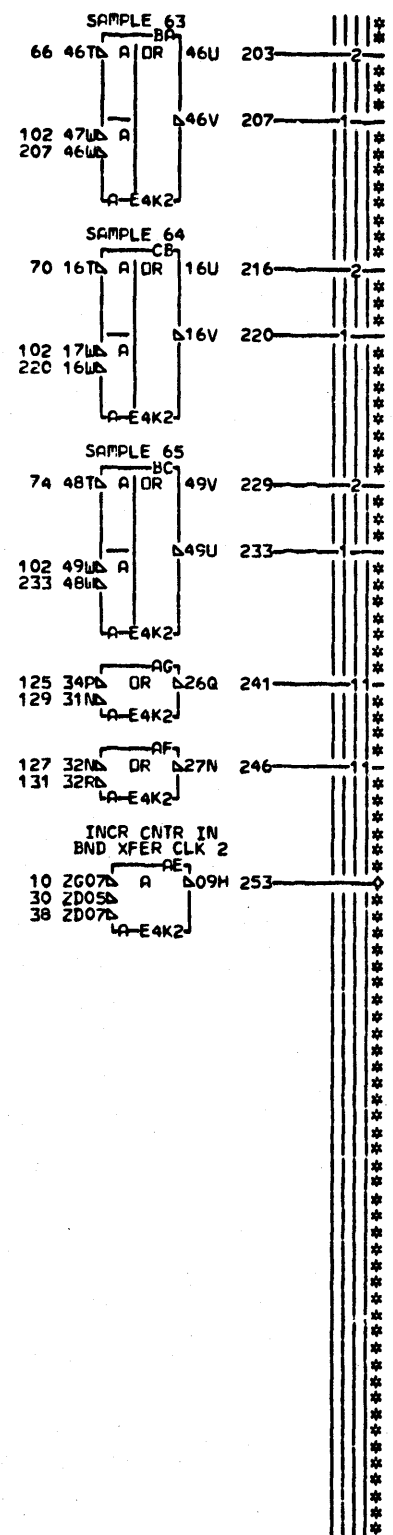 SAMPLE 63
BA
66 46T A OR 46U 203 2
46V 207 1
102 47W A
207 46W
A E4K2
SAMPLE 64
CB
70 16T A OR 16U 216 2
16V 220 1
102 17W A
220 16W
A E4K2
SAMPLE 65
BC
74 48T A OR 49V 229 2
49U 233 1
102 49W A
233 48W
A E4K2
AG
125 34P OR 26Q 241 11
129 31N
A E4K2
AF
127 32N OR 27N 246 11
131 32R
A E4K2
INCR CNTR IN
BND XFER CLK 2
AE
10 ZG07 A 09H 253
30 ZD05
38 ZD07
A E4K2